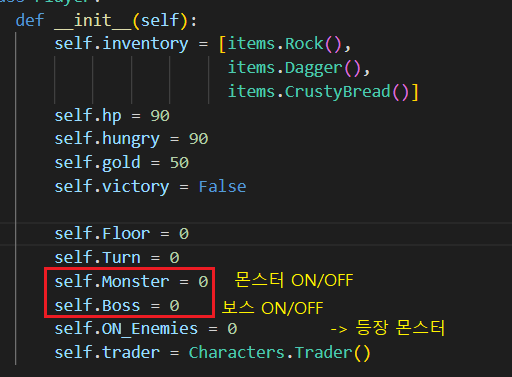 def __init__(self):
self.inventory = [items.Rock(),
items.Dagger(),
items.CrustyBread()]
self.hp = 90
self.hungry = 90
self.gold = 50
self.victory = False
self.Floor = 0
self.Turn = 0
self.Monster = 0 몬스터 ON/OFF
self.Boss = 0 보스 ON/OFF
self.ON_Enemies = 0 -> 등장 몬스터
self.trader = Characters.Trader()